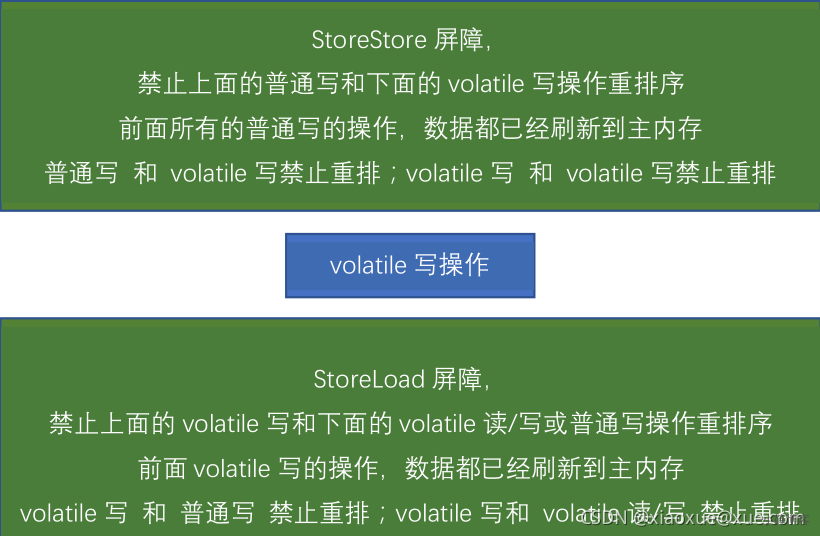 StoreStore 屏障，
禁止上面的普通写和下面的 volatile 写操作重排序
前面所有的普通写的操作，数据都已经刷新到主内存
普通写 和 volatile 写禁止重排；volatile 写 和 volatile 写禁止重排
volatile 写操作
StoreLoad 屏障，
禁止上面的 volatile 写和下面的 volatile 读/写或普通写操作重排序
前面 volatile 写的操作，数据都已经刷新到主内存
volatile 写 和 普通写 禁止重排；volatile 写和 volatile 读/写 禁止重排
CSDN @xiaoxue@xue